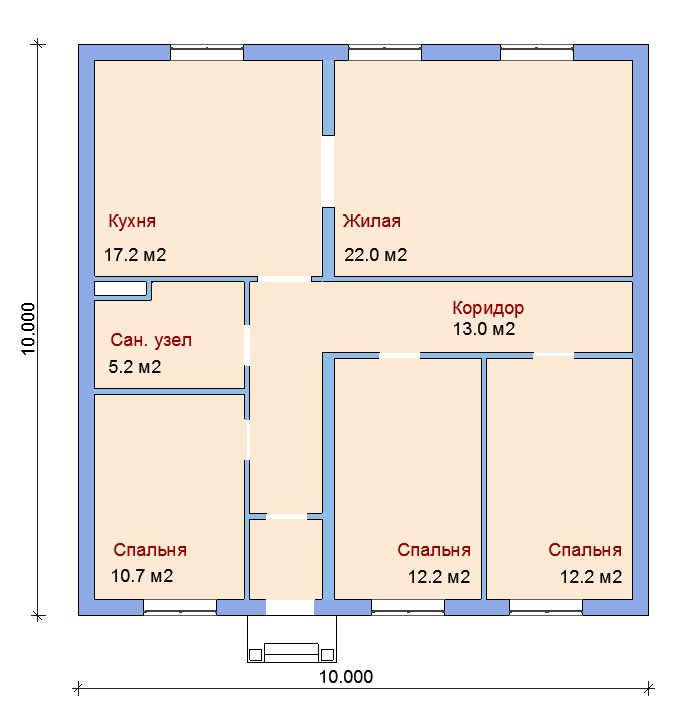 Кухня
17.2 м2
Жилая
22.0 м2
Коридор
13.0 м2
10.000
Сан. узел
5.2 м2
Спальня
10.7 м2
Спальня
12.2 м2
Спальня
12.2 м2
10.000